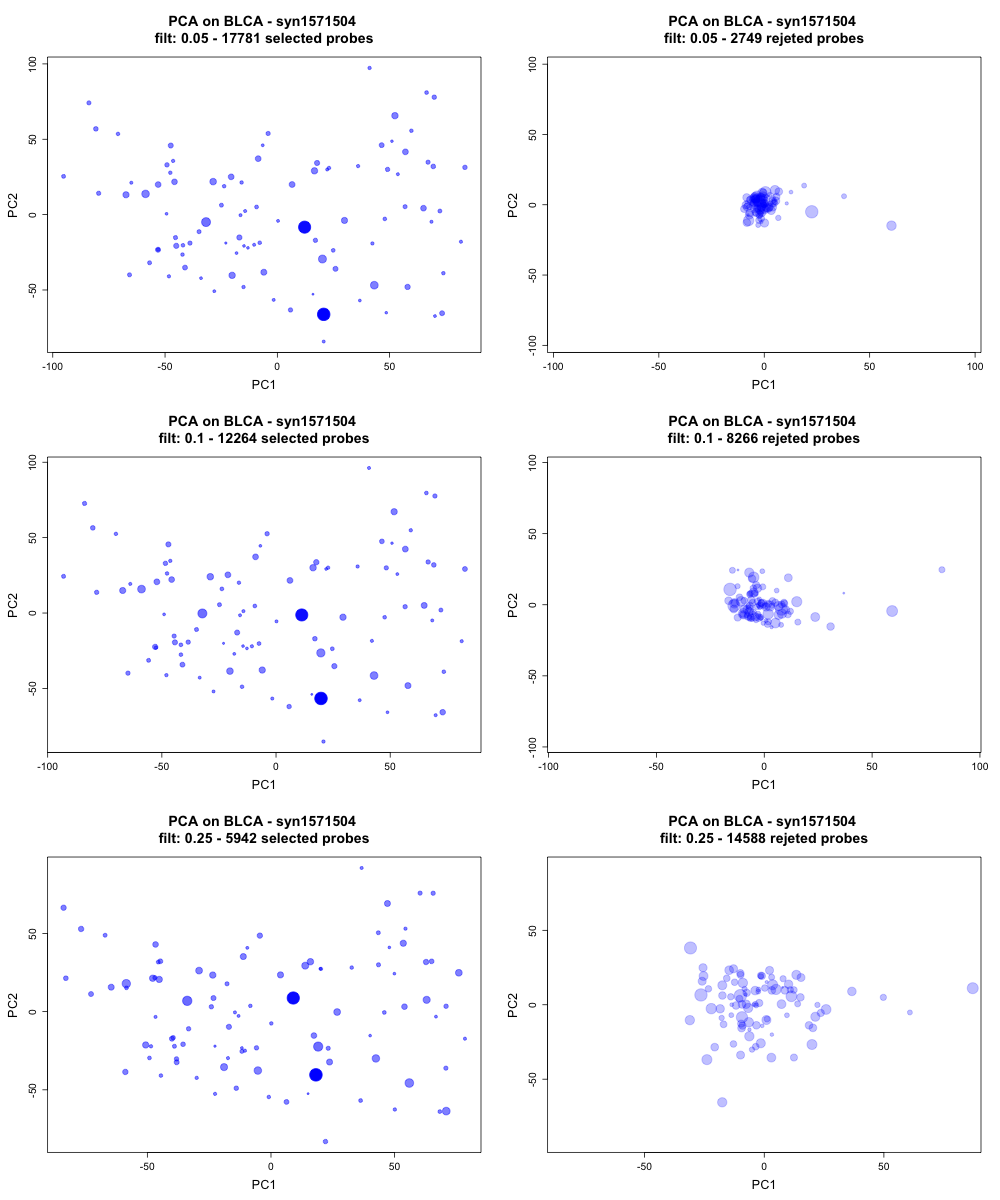 PCA on BLCA - syn1571504
filt: 0.05 - 17781 selected probes
PC2
100
50
0
-50
-100
-50
0
50
PC1
PCA on BLCA - syn1571504
filt: 0.05 - 2749 rejeted probes
PC2
100
50
0
-50
-100
-100
-50
0
50
100
PC1
PCA on BLCA - syn1571504
filt: 0.1 - 12264 selected probes
PC2
100
50
0
-50
-100
-50
0
50
PC1
PCA on BLCA - syn1571504
filt: 0.1 - 8266 rejeted probes
PC2
100
50
0
-50
-100
-100
-50
0
50
100
PC1
PCA on BLCA - syn1571504
filt: 0.25 - 5942 selected probes
PC2
50
0
-50
-50
0
50
PC1
PCA on BLCA - syn1571504
filt: 0.25 - 14588 rejeted probes
PC2
50
0
-50
-50
0
50
PC1